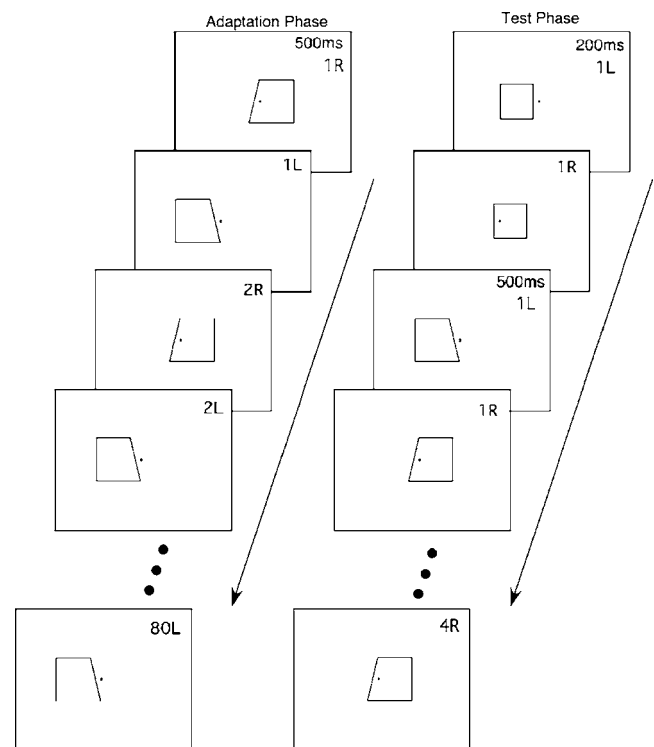 Adaptation Phase
500ms
1R
1L
2R
2L
80L
Test Phase
200ms
1L
1R
500ms
1L
1R
4R